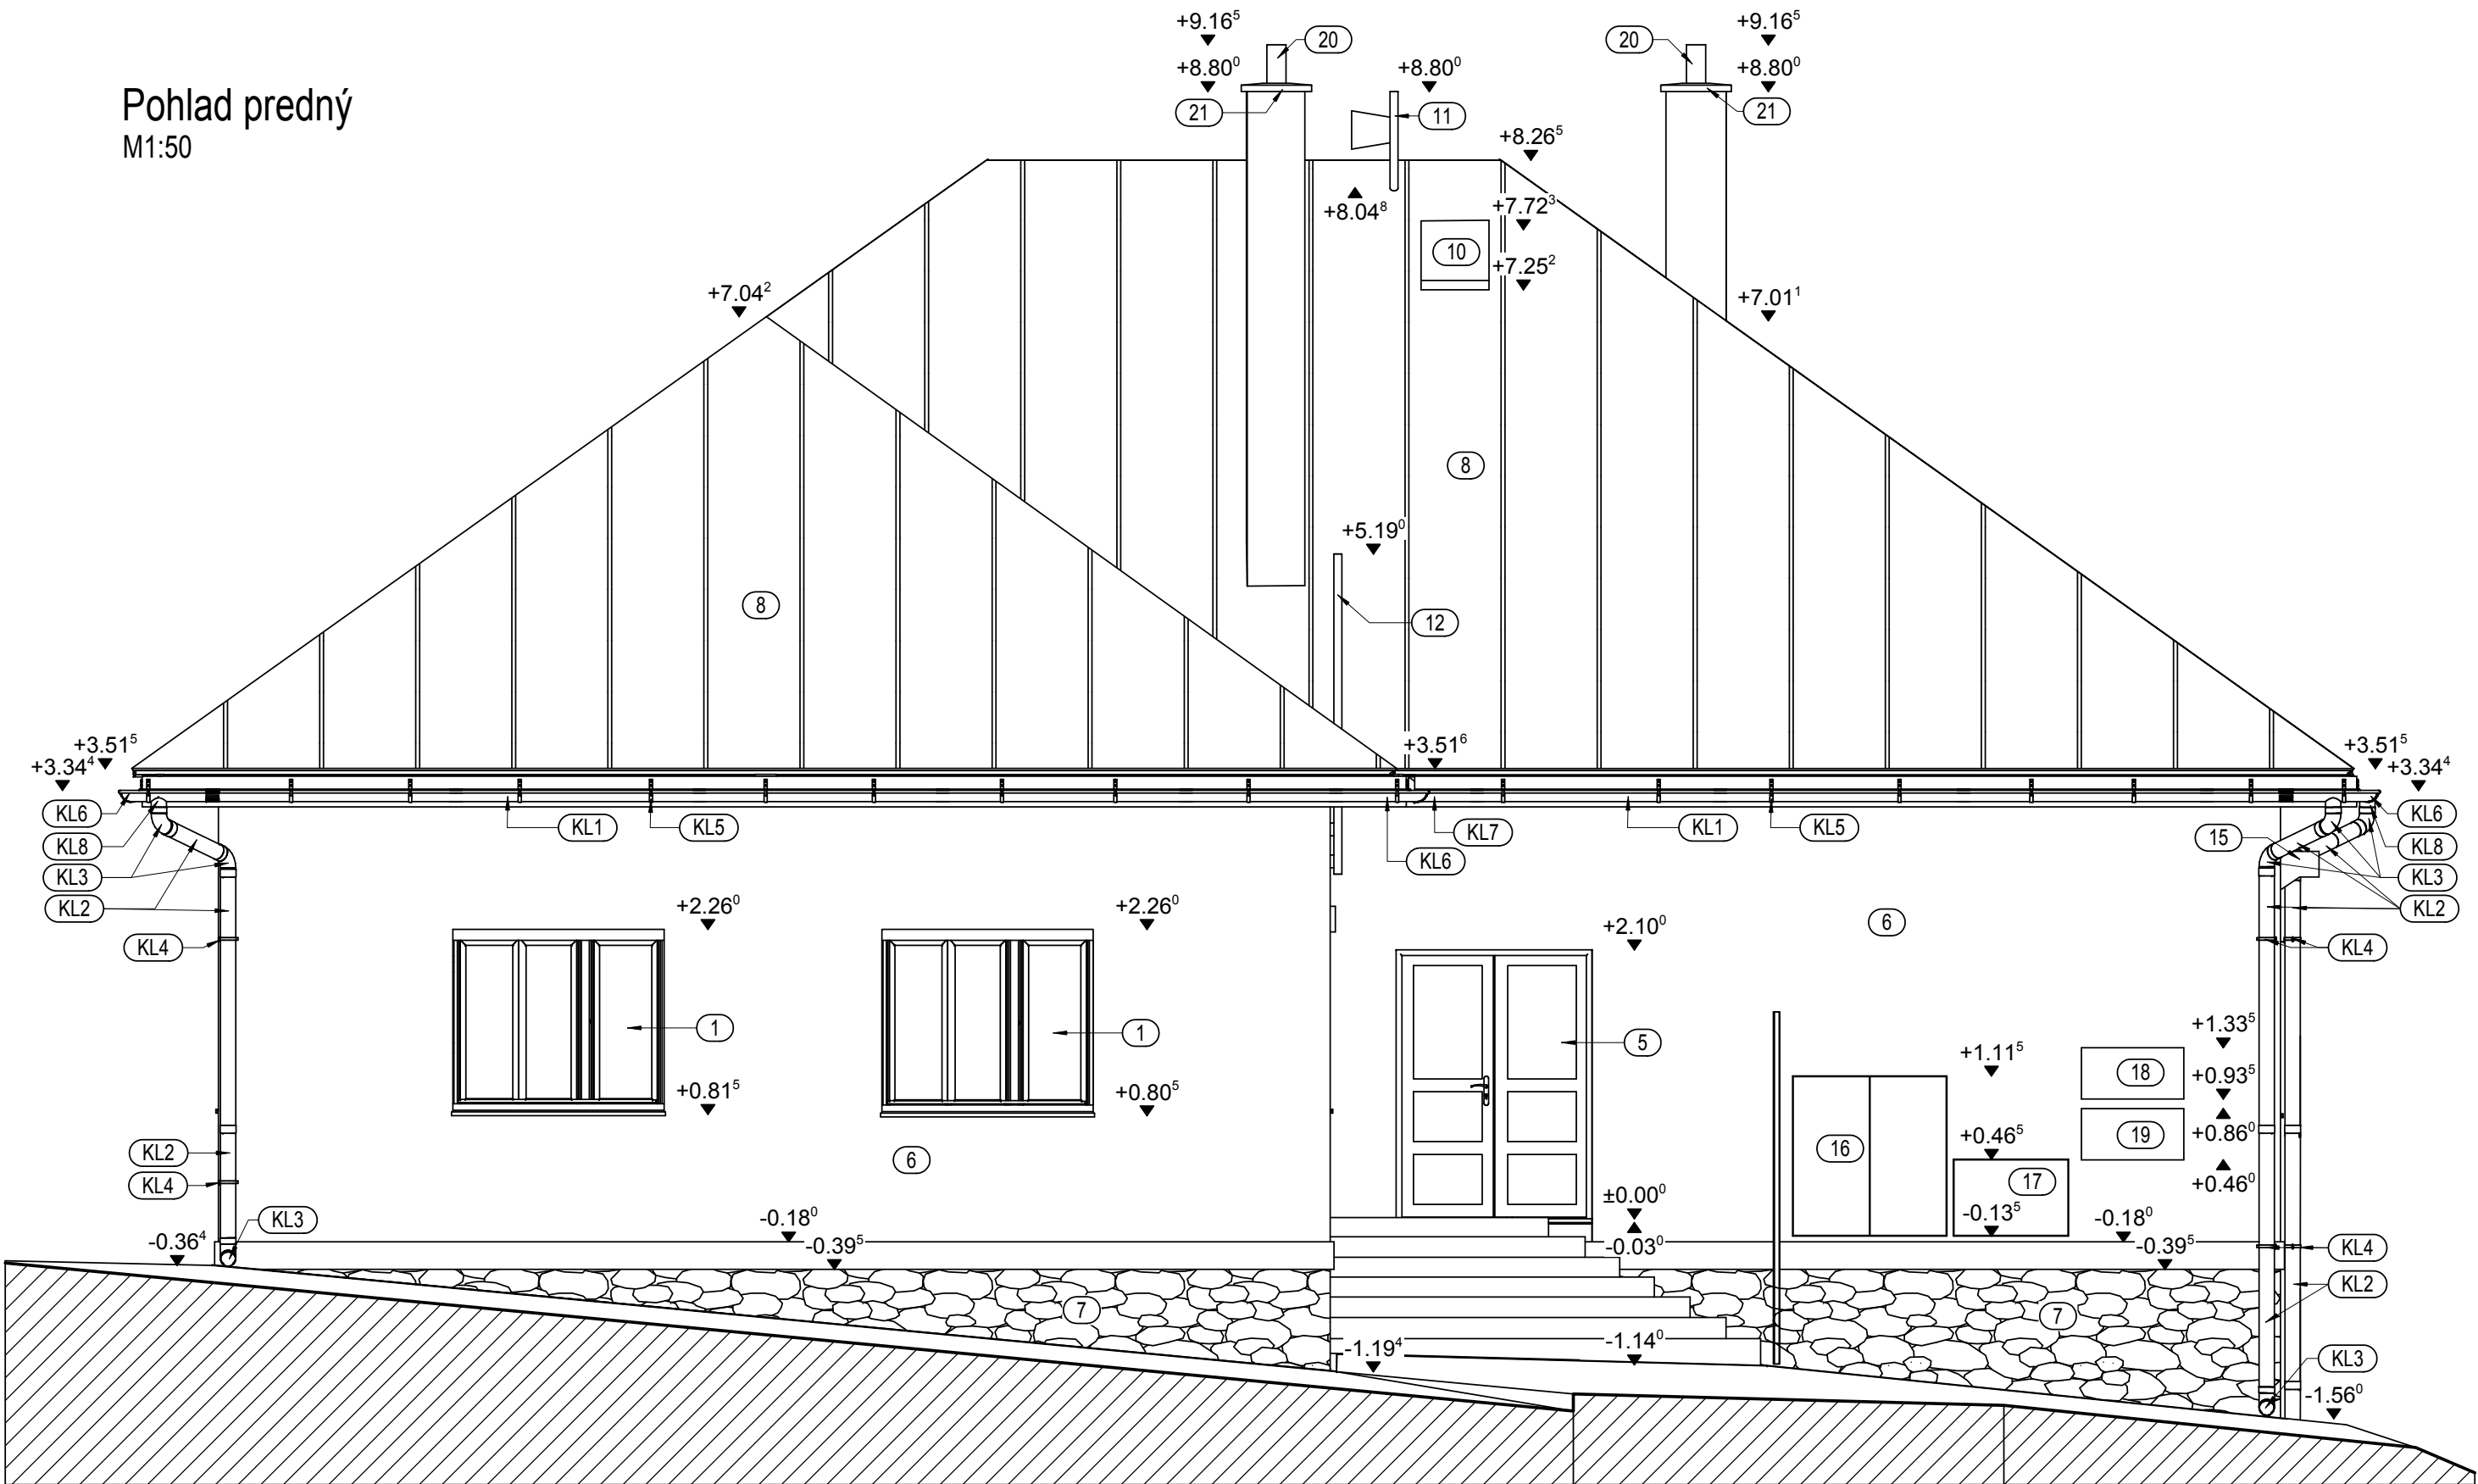 +9.16⁵
20
20
+9.16⁵
+8.80⁰
+8.80⁰
+8.80⁰
Pohlad predný
21
11
21
M1:50
+8.26⁵
+8.04⁸
+7.72³
10
+7.25²
+7.04²
+7.01¹
8
+5.19⁰
8
12
+3.51⁵
+3.51⁶
+3.51⁵
+3.34⁴
+3.34⁴
KL6
KL1
KL5
KL7
KL1
KL5
KL6
KL8
KL6
15
KL8
KL3
KL3
KL2
+2.26⁰
+2.26⁰
+2.10⁰
6
KL2
KL4
KL4
1
1
5
+1.33⁵
+1.11⁵
18
+0.93⁵
+0.81⁵
+0.80⁵
KL2
6
16
+0.46⁵
19
+0.86⁰
KL4
17
+0.46⁰
±0.00⁰
KL3
-0.18⁰
-0.13⁵
-0.18⁰
-0.36⁴
-0.39⁵
-0.03⁰
-0.39⁵
KL4
KL2
7
7
-1.19⁴
-1.14⁰
KL3
-1.56⁰